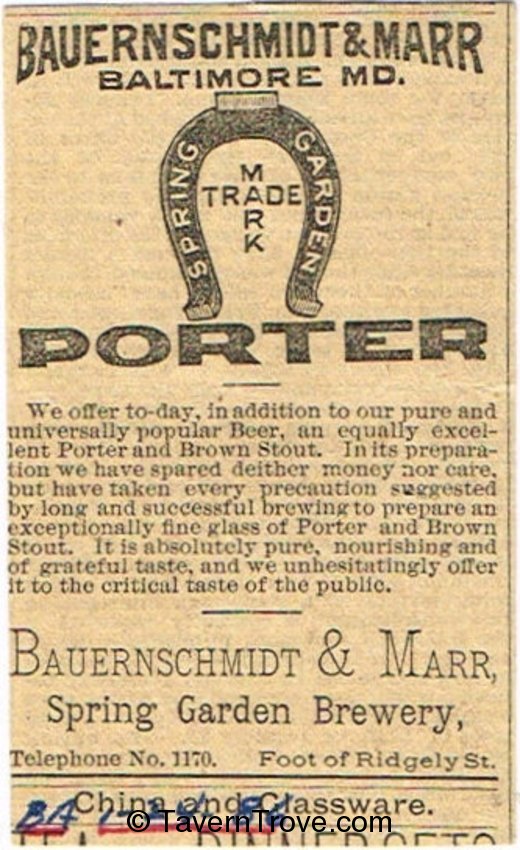 BAUERNSCHMIDT & MARR
BALTIMORE MD.
SPRING GARDEN
TRADE
MARK
PORTER
We offer to-day, in addition to our pure and
universally popular Beer, an equally excel-
lent Porter and Brown Stout. In its prepara-
tion we have spared deither money nor care,
but have taken every precaution suggested
by long and successful brewing to prepare an
exceptionally fine glass of Porter and Brown
Stout. It is absolutely pure, nourishing and
of grateful taste, and we unhesitatingly offer
it to the critical taste of the public.
BAUERNSCHMIDT & MARR,
Spring Garden Brewery,
Telephone No. 1170. Foot of Ridgely St.
China and Glassware.
BA
© TavernTrove.com
DINNER SETS